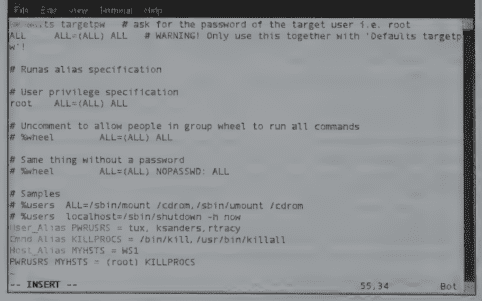 File Edit View Terminal Help
Defaults targetpw   # ask for the password of the target user i.e. root
ALL     ALL=(ALL) ALL   # WARNING! Only use this together with 'Defaults targetp
w'!
# Runas alias specification
# User privilege specification
root    ALL=(ALL) ALL
# Uncomment to allow people in group wheel to run all commands
# %wheel        ALL=(ALL) ALL
# Same thing without a password
# %wheel        ALL=(ALL) NOPASSWD: ALL
# Samples
# %users  ALL=/sbin/mount /cdrom,/sbin/umount /cdrom
# %users  localhost=/sbin/shutdown -h now
User_Alias PWRUSRS = tux, ksanders, rtracy
Cmnd_Alias KILLPROCS = /bin/kill,/usr/bin/killall
Host_Alias MYHSTS = WS1
PWRUSRS MYHSTS = (root) KILLPROCS
~
-- INSERT --                                55,34         Bot